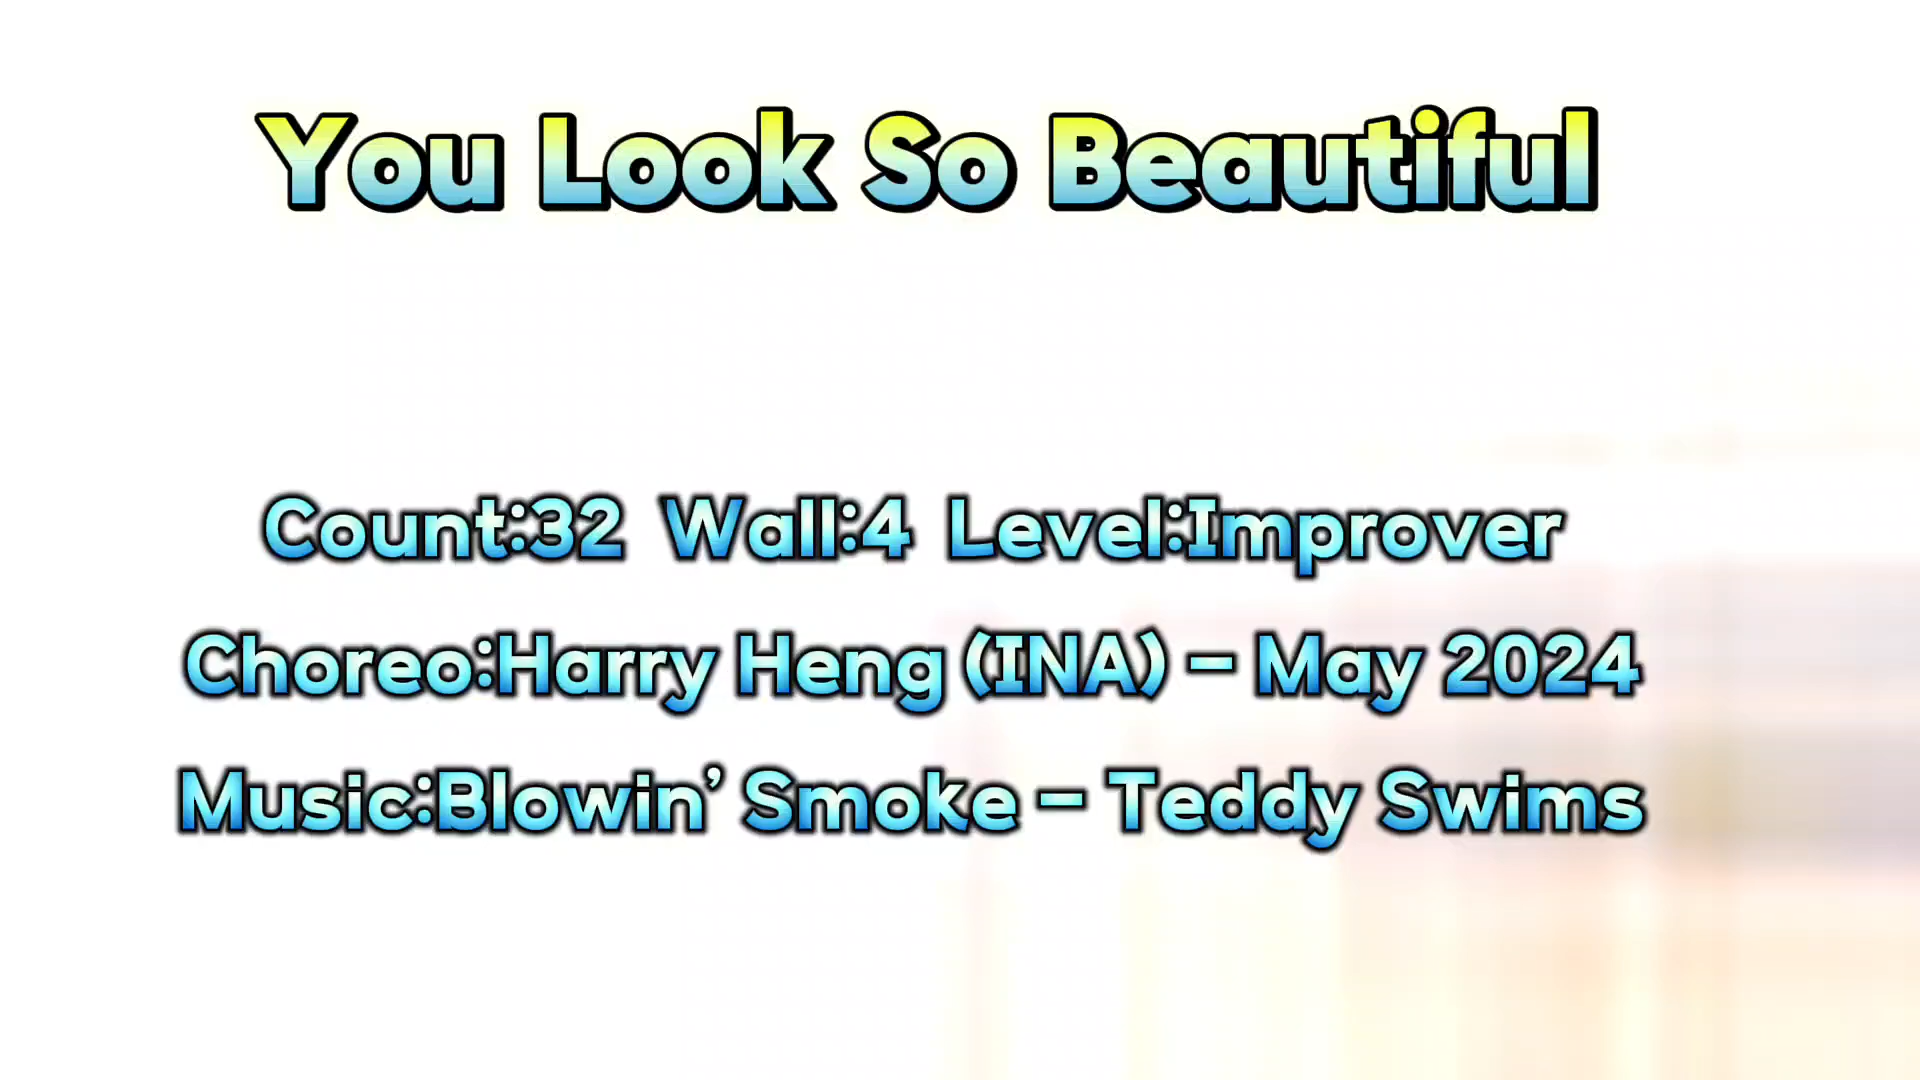 You Look So Beautiful
Count:32 Wall:4 Level:Improver
Choreo:Harry Heng (INA) - May 2024
Music:Blowin’ Smoke - Teddy Swims